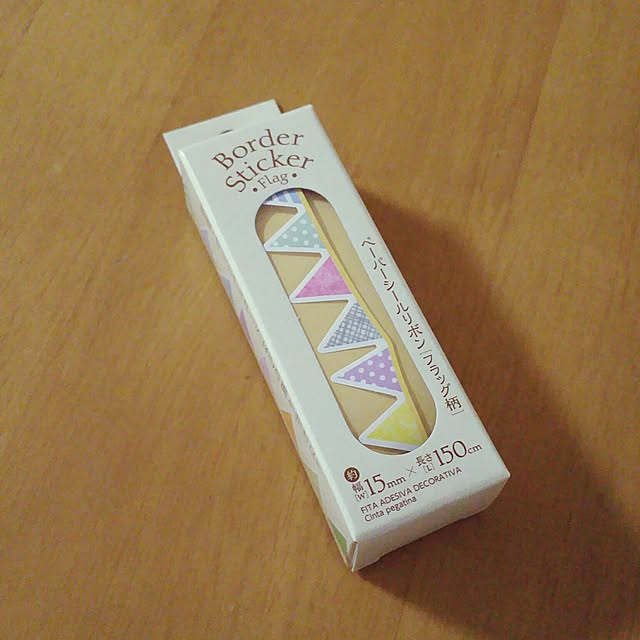 Border
Sticker
・Flag・
ペーパーシールリボン「フラッグ柄」
約 幅[W]15mm×長さ[L]150cm
FITA ADESIVA DECORATIVA
Cinta pegatina